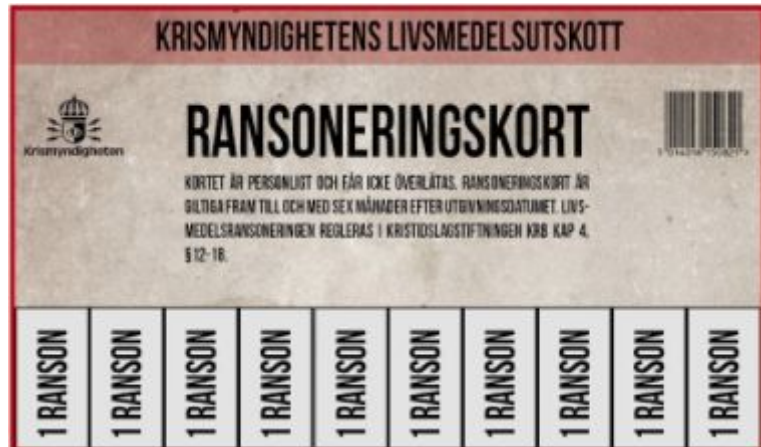 KRISMYNDIGHETENS LIVSMEDELSUTSKOTT
Krismyndigheten
RANSONERINGSKORT
KORTET ÄR PERSONLIGT OCH FÅR ICKE ÖVERLÅTAS. RANSONERINGSKORT ÄR
GILTIGA FRAM TILL OCH MED SEX MÅNADER EFTER UTGIVNINGSDATUMET. LIVS-
MEDELSRANSONERINGEN REGLERAS I KRISTIDSLAGSTIFTNINGEN KRB KAP 4,
§ 12-18.
1 RANSON
1 RANSON
1 RANSON
1 RANSON
1 RANSON
1 RANSON
1 RANSON
1 RANSON
1 RANSON
1 RANSON